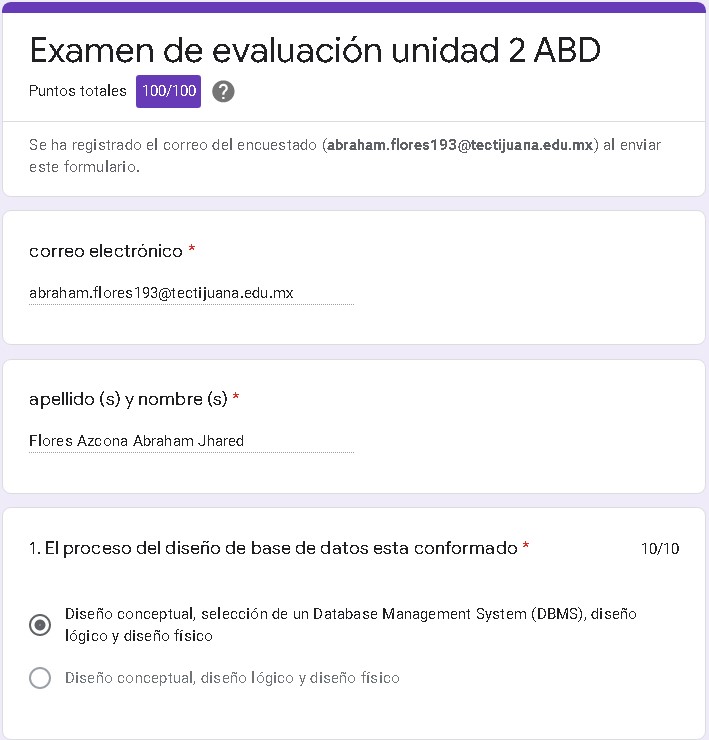 Examen de evaluación unidad 2 ABD
Puntos totales 100/100 ?
Se ha registrado el correo del encuestado (abraham.flores193@tectijuana.edu.mx) al enviar
este formulario.
correo electrónico *
abraham.flores193@tectijuana.edu.mx
apellido (s) y nombre (s) *
Flores Azcona Abraham Jhared
1. El proceso del diseño de base de datos esta conformado * 10/10
Diseño conceptual, selección de un Database Management System (DBMS), diseño
lógico y diseño físico
Diseño conceptual, diseño lógico y diseño físico